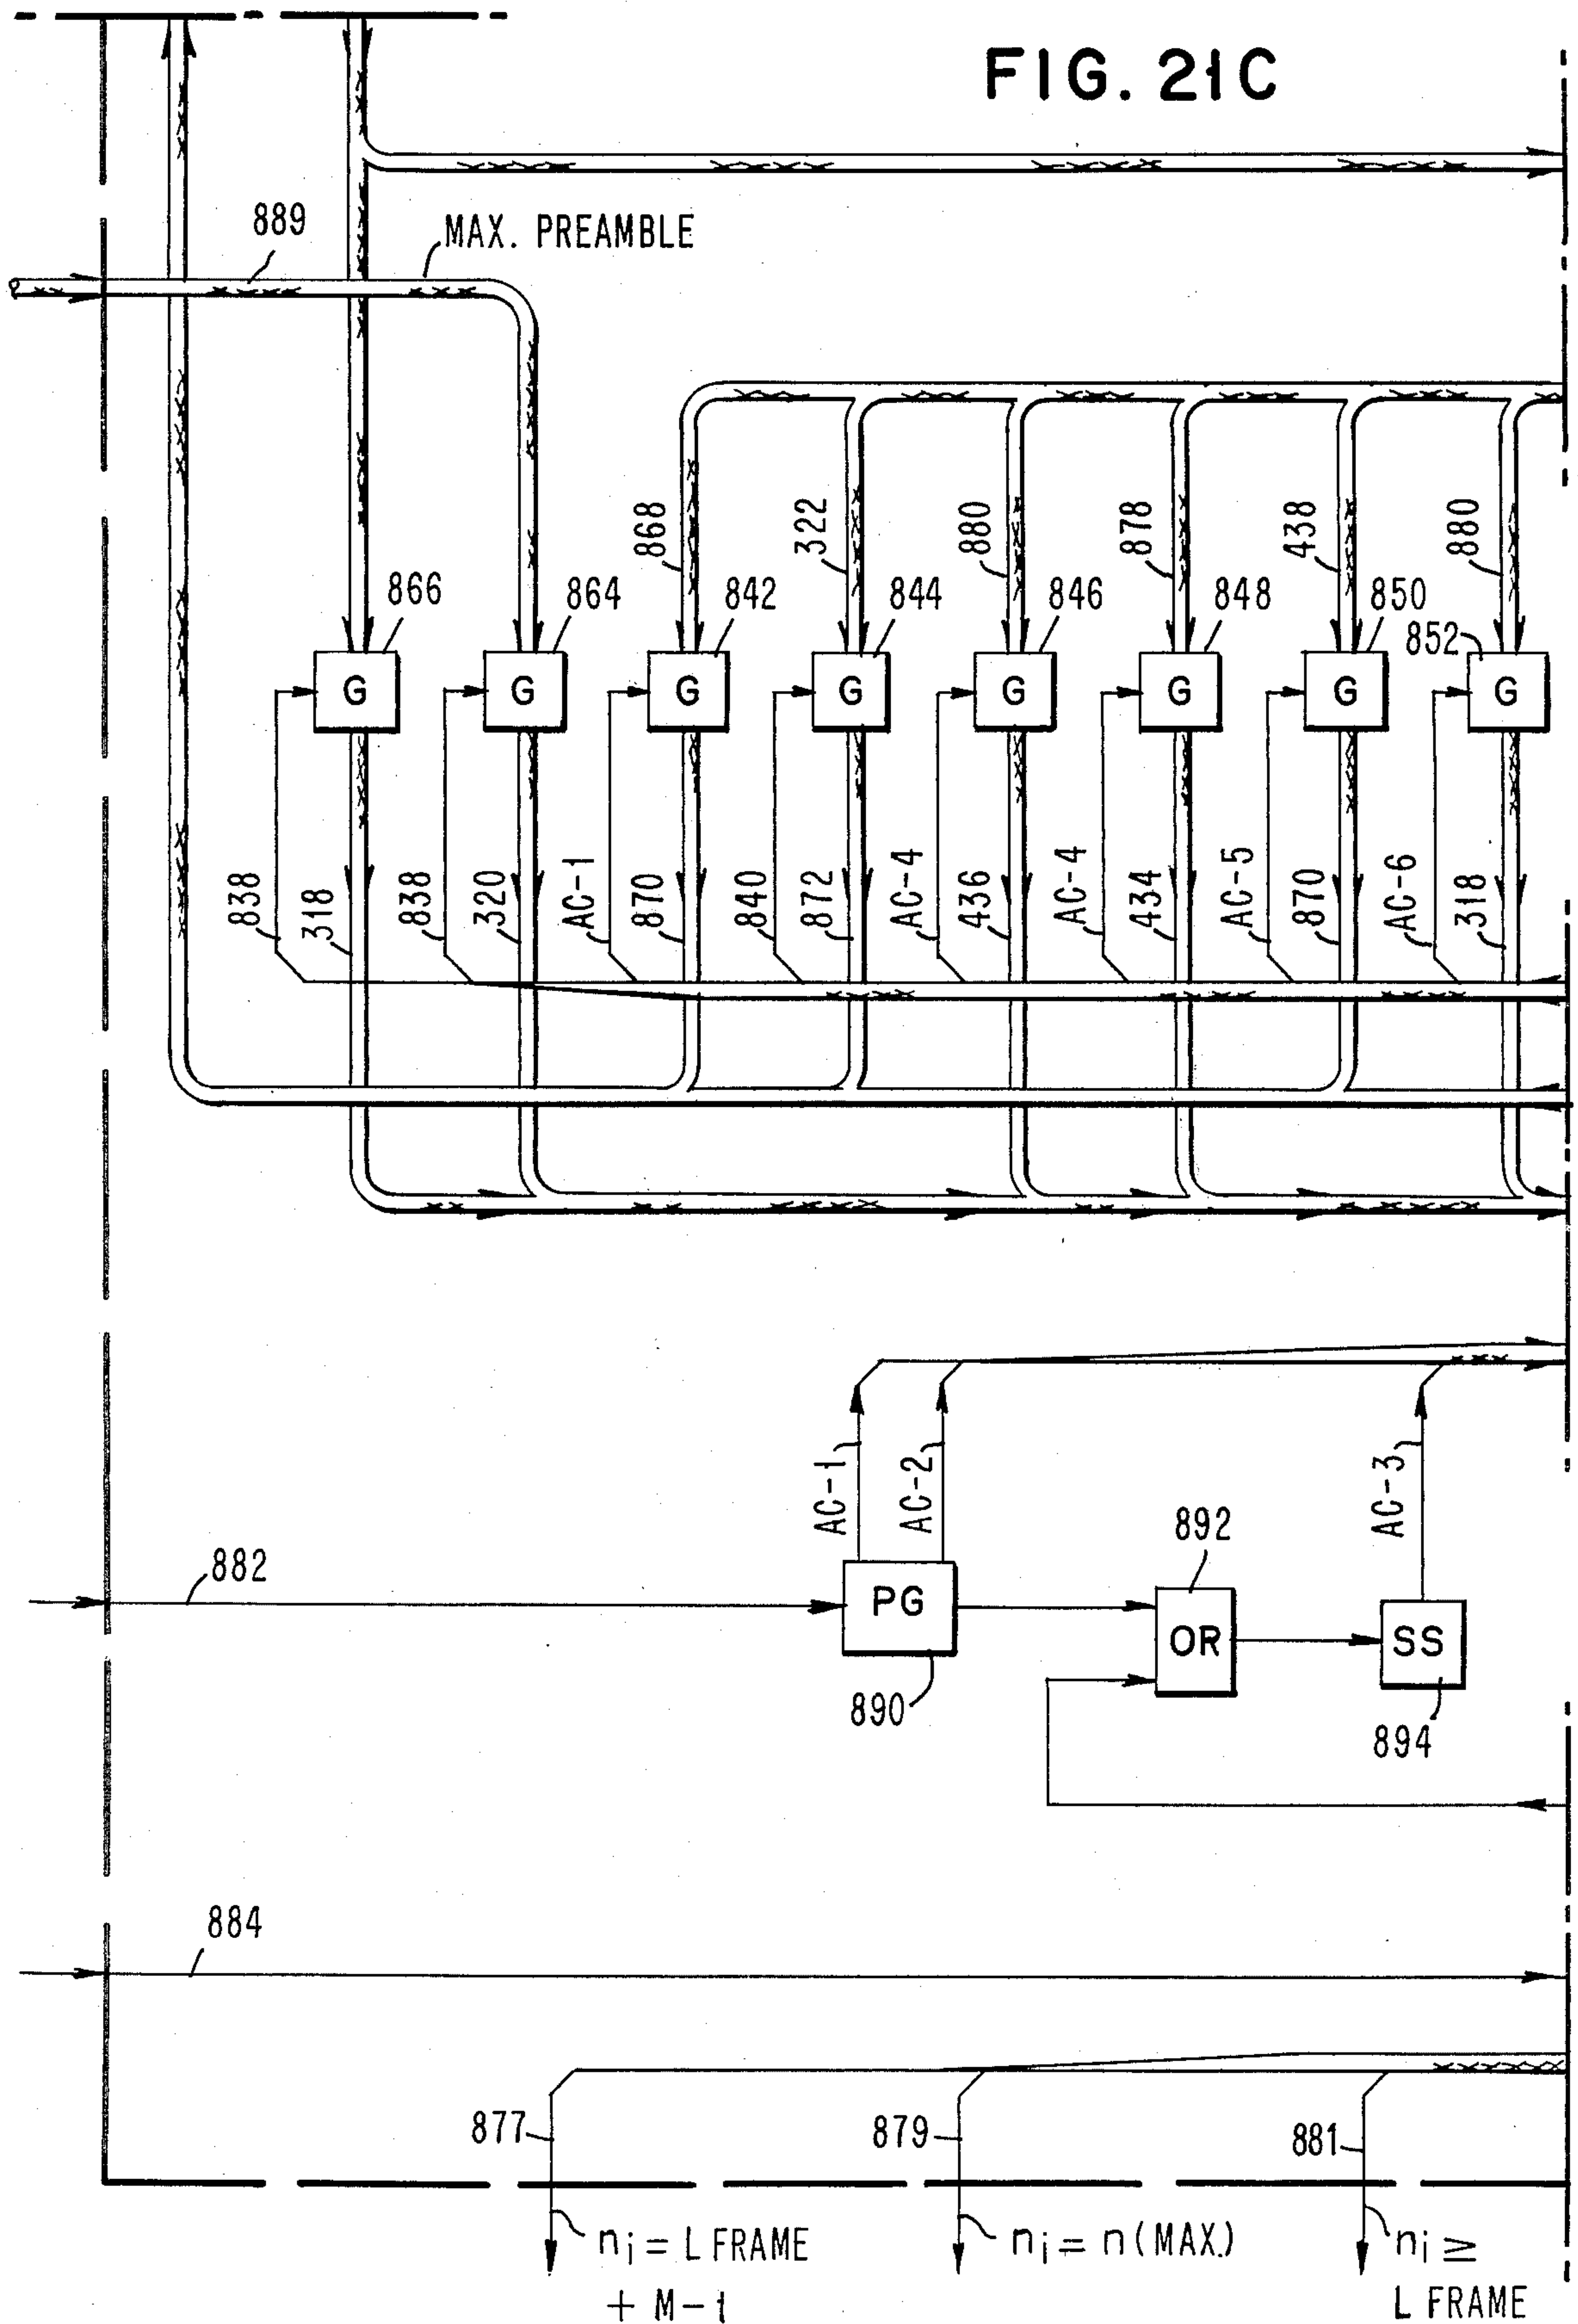 FIG. 21C
889
MAX. PREAMBLE
868
322
880
878
438
880
866
864
842
844
846
848
850
852
G
G
G
G
G
G
G
G
838
318
838
320
AC-1
870
840
872
AC-4
436
AC-4
434
AC-5
870
AC-6
318
AC-1
AC-2
AC-3
882
892
PG
OR
SS
890
894
884
877
879
881
ni = L FRAME
+ M-1
ni = n (MAX.)
ni ≥
L FRAME